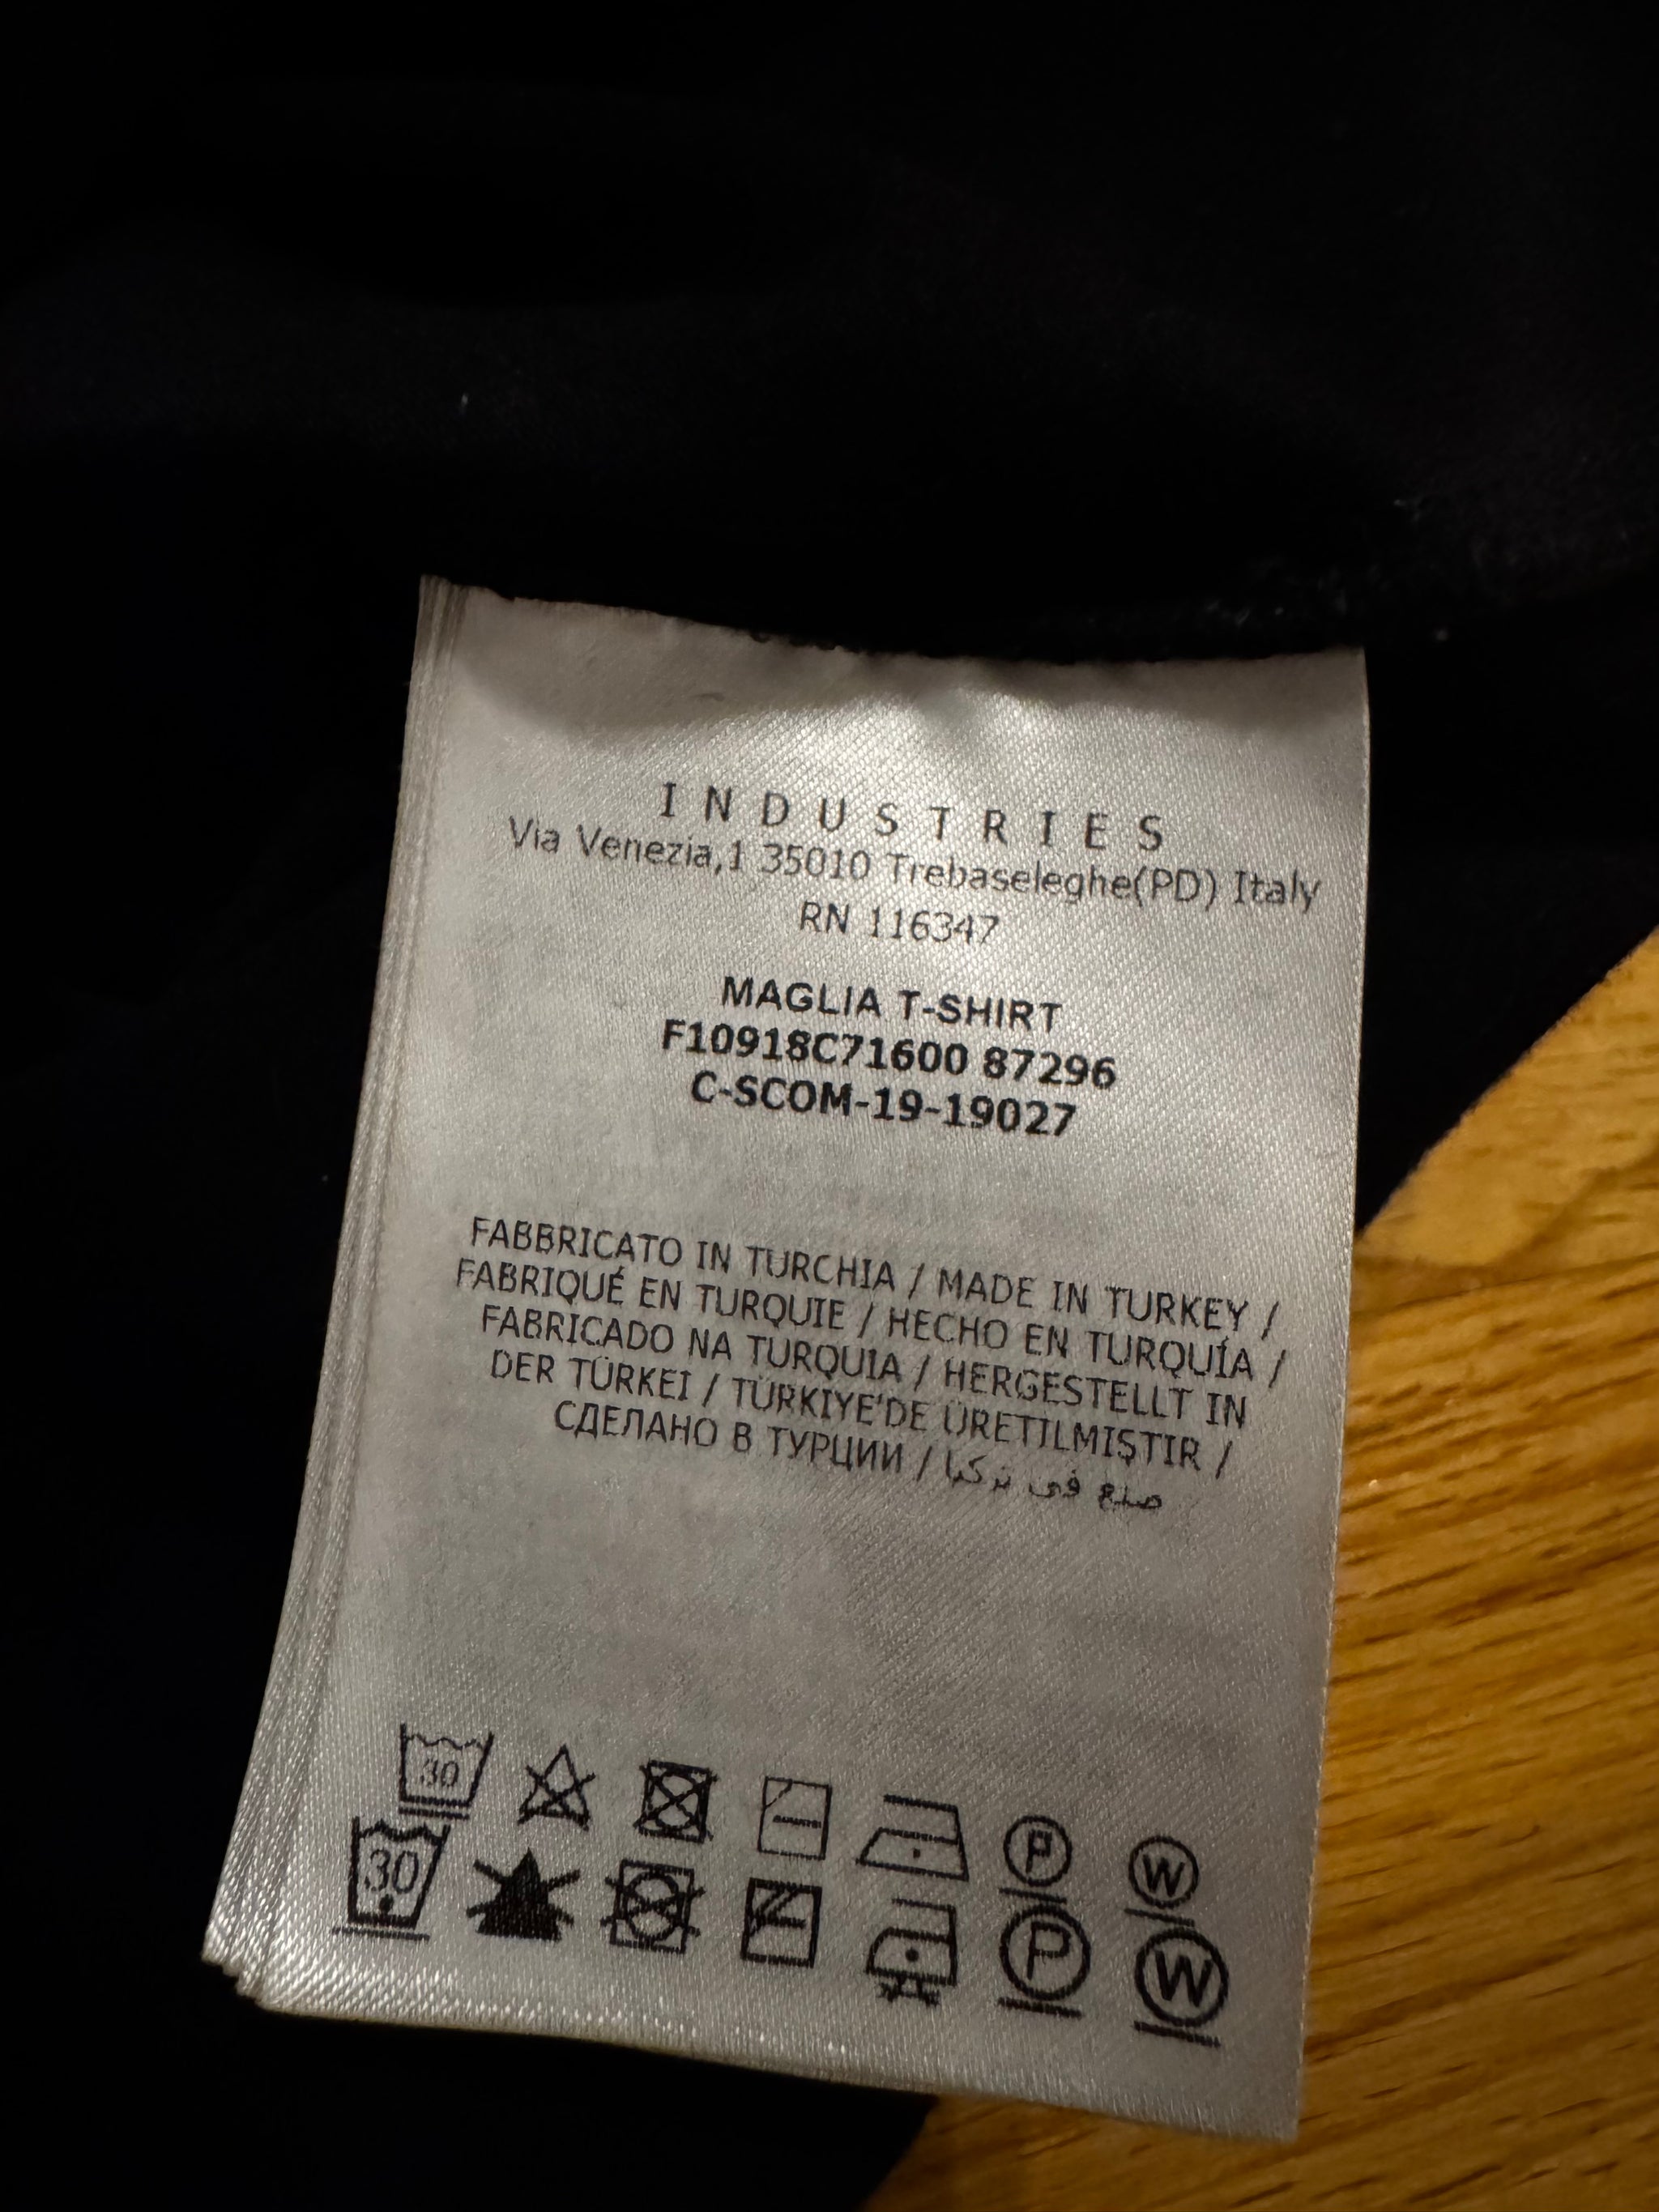 INDUSTRIES
Via Venezia,1 35010 Trebaseleghe(PD) Italy
RN 116347
MAGLIA T-SHIRT
F10918C71600 87296
C-SCOM-19-19027
FABBRICATO IN TURCHIA / MADE IN TURKEY /
FABRIQUÉ EN TURQUIE / HECHO EN TURQUÍA /
FABRICADO NA TURQUIA / HERGESTELLT IN
DER TÜRKEI / TÜRKIYE'DE ÜRETILMIŞTIR /
СДЕЛАНО В ТУРЦИИ / صنع في تركيا
30 P W
30 P W